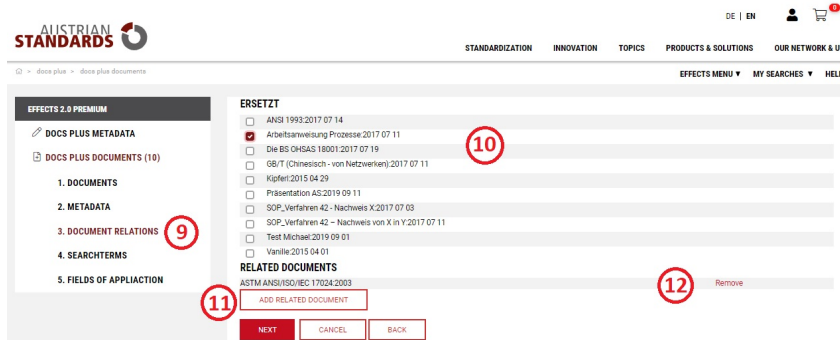 DE | EN
0
AUSTRIAN
STANDARDS
STANDARDIZATION INNOVATION TOPICS PRODUCTS & SOLUTIONS OUR NETWORK & U
> docs plus > docs plus documents
EFFECTS MENU ▼ MY SEARCHES ▼ HEL
EFFECTS 2.0 PREMIUM
DOCS PLUS METADATA
DOCS PLUS DOCUMENTS (10)
1. DOCUMENTS
2. METADATA
3. DOCUMENT RELATIONS
9
4. SEARCHTERMS
5. FIELDS OF APPLIACTION
ERSETZT
ANSI 1993:2017 07 14
Arbeitsanweisung Prozesse:2017 07 11
10
Die BS OHSAS 18001:2017 07 19
GB/T (Chinesisch - von Netzwerken):2017 07 11
Kipferl:2015 04 29
Präsentation AS:2019 09 11
SOP_Verfahren 42 - Nachweis X:2017 07 03
SOP_Verfahren 42 – Nachweis von X in Y:2017 07 11
Test Michael:2019 09 01
Vanille:2015 04 01
RELATED DOCUMENTS
ASTM ANSI/ISO/IEC 17024:2003
12
Remove
11
ADD RELATED DOCUMENT
NEXT CANCEL BACK